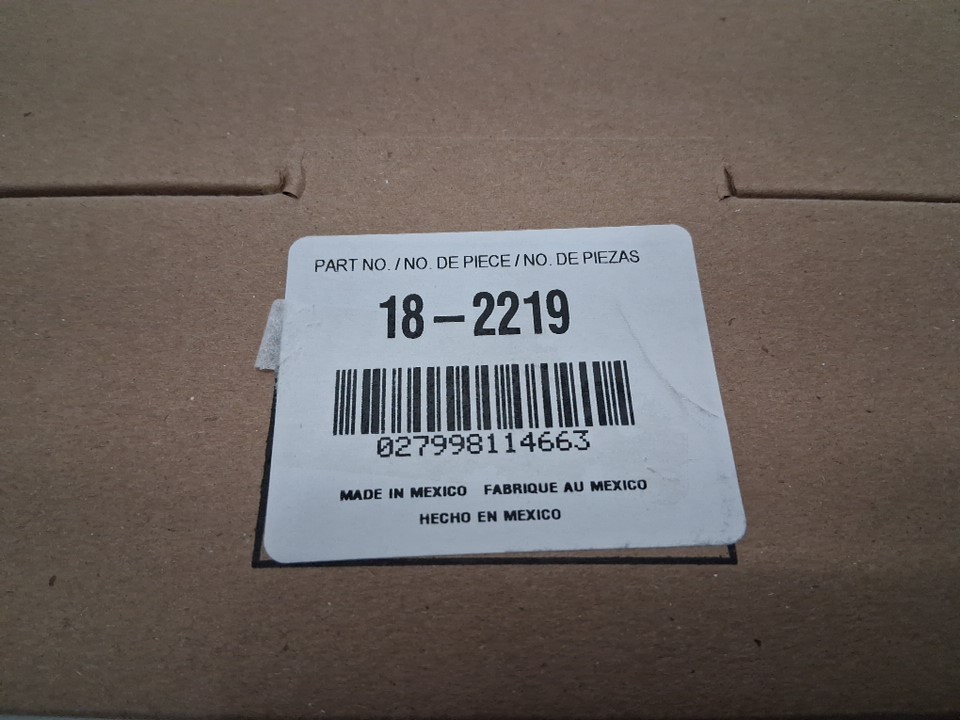 PART NO. / NO. DE PIECE / NO. DE PIEZAS
18-2219
027998114663
MADE IN MEXICO FABRIQUE AU MEXICO
HECHO EN MEXICO